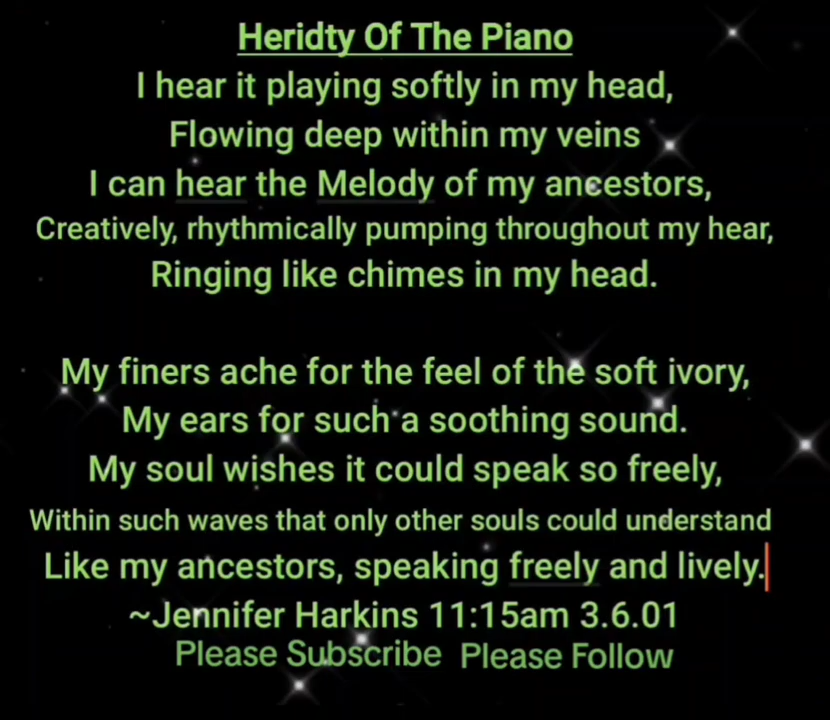 Heridty Of The Piano
I hear it playing softly in my head,
Flowing deep within my veins
I can hear the Melody of my ancestors,
Creatively, rhythmically pumping throughout my hear,
Ringing like chimes in my head.
My finers ache for the feel of the soft ivory,
My ears for such a soothing sound.
My soul wishes it could speak so freely,
Within such waves that only other souls could understand
Like my ancestors, speaking freely and lively.
~Jennifer Harkins 11:15am 3.6.01
Please Subscribe Please Follow